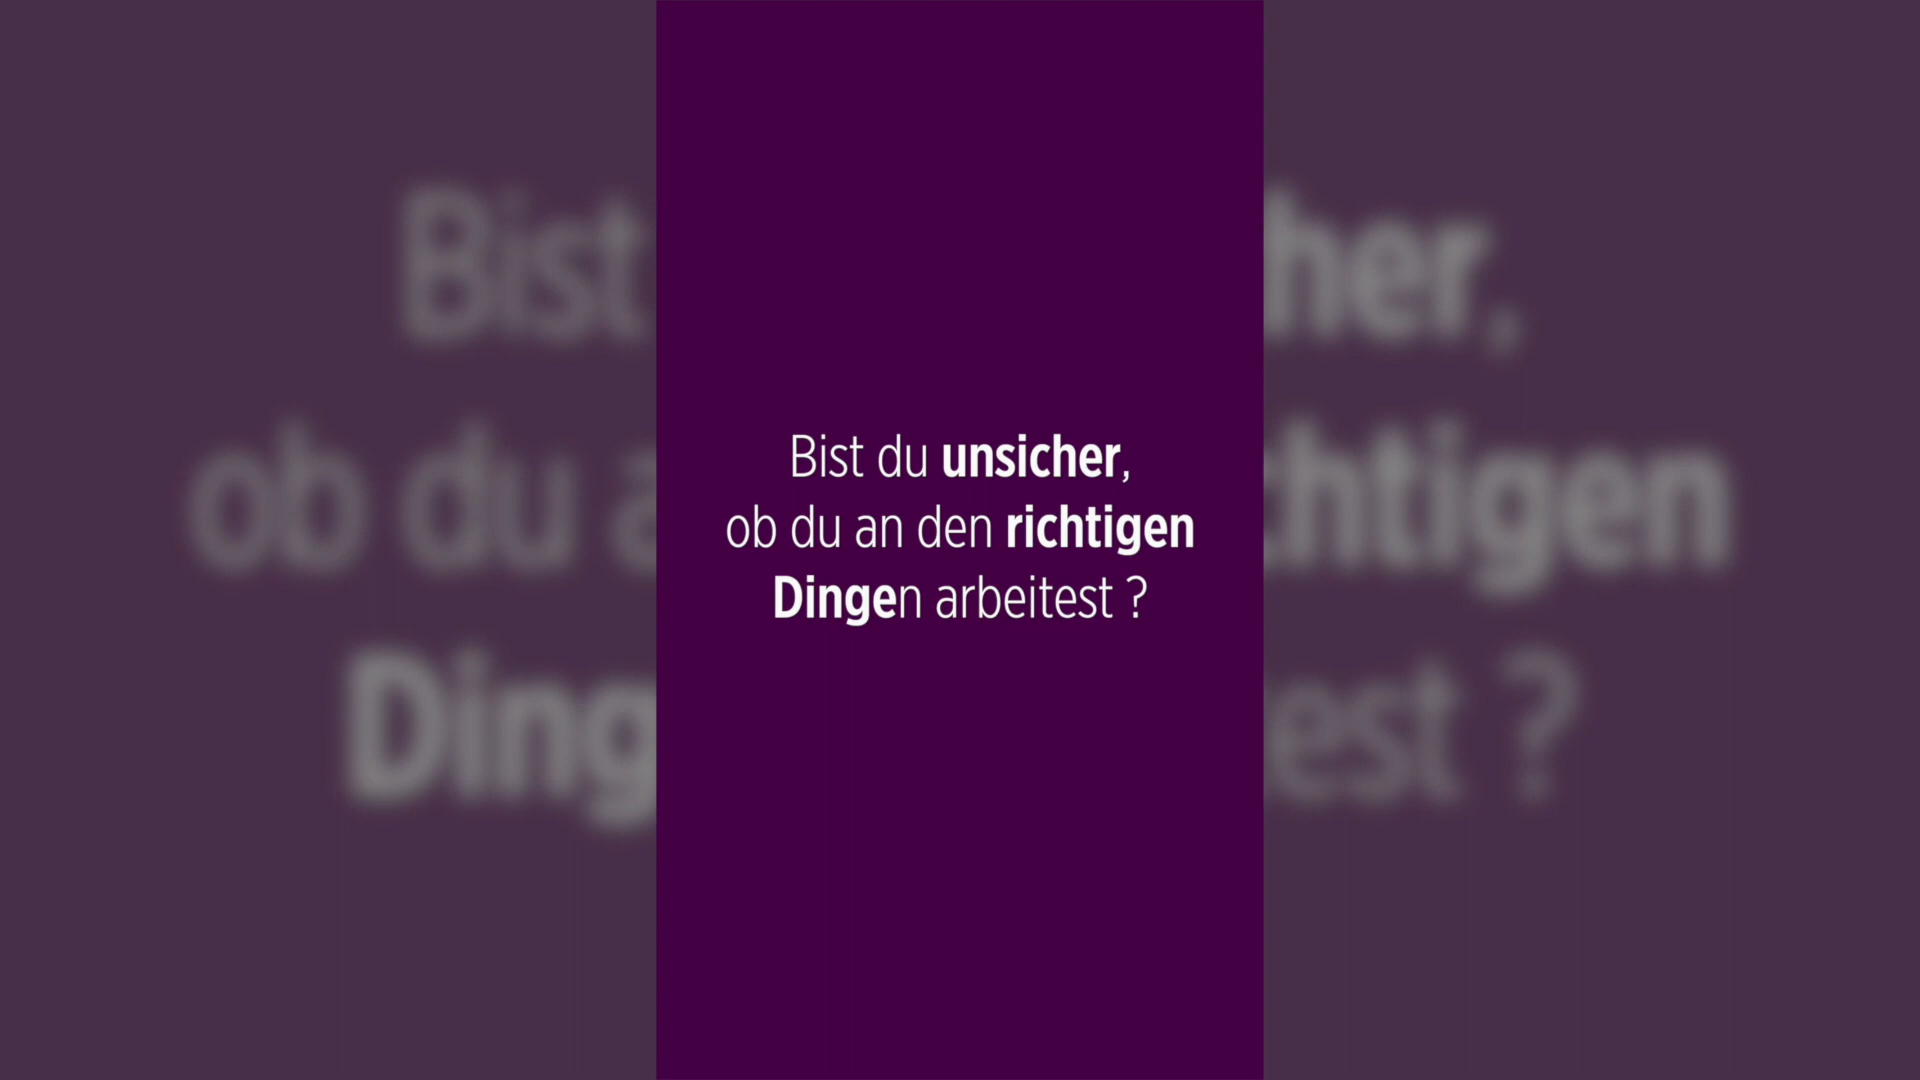 Bist du unsicher,
ob du an den richtigen
Dingen arbeitest ?